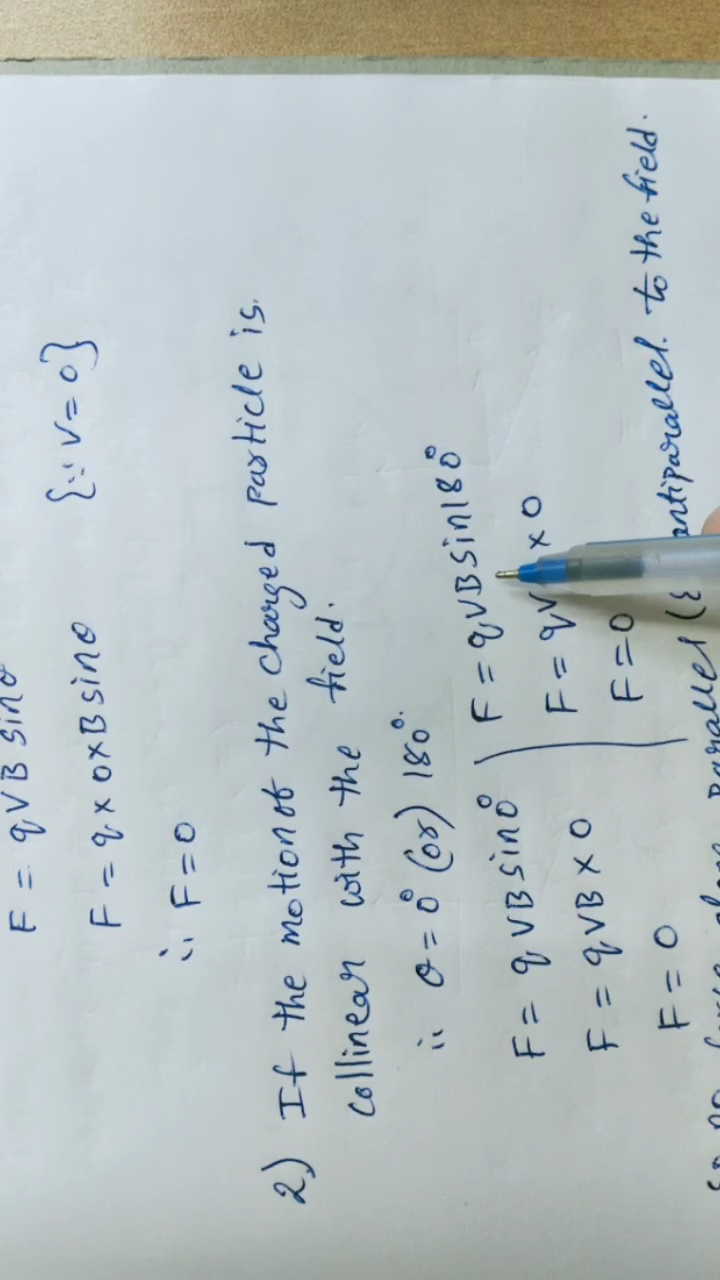 F = qVB sinθ
F = q × 0 × B sinθ {∵ v = 0}
∴ F = 0
2) If the motion of the charged particle is.
collinear with the field.
∴ θ = 0° (or) 180°.
F = qVB sin0° F = qVB sin180°
F = qVB × 0 F = qV × 0
F = 0 F = 0
parallel antiparallel. to the field.